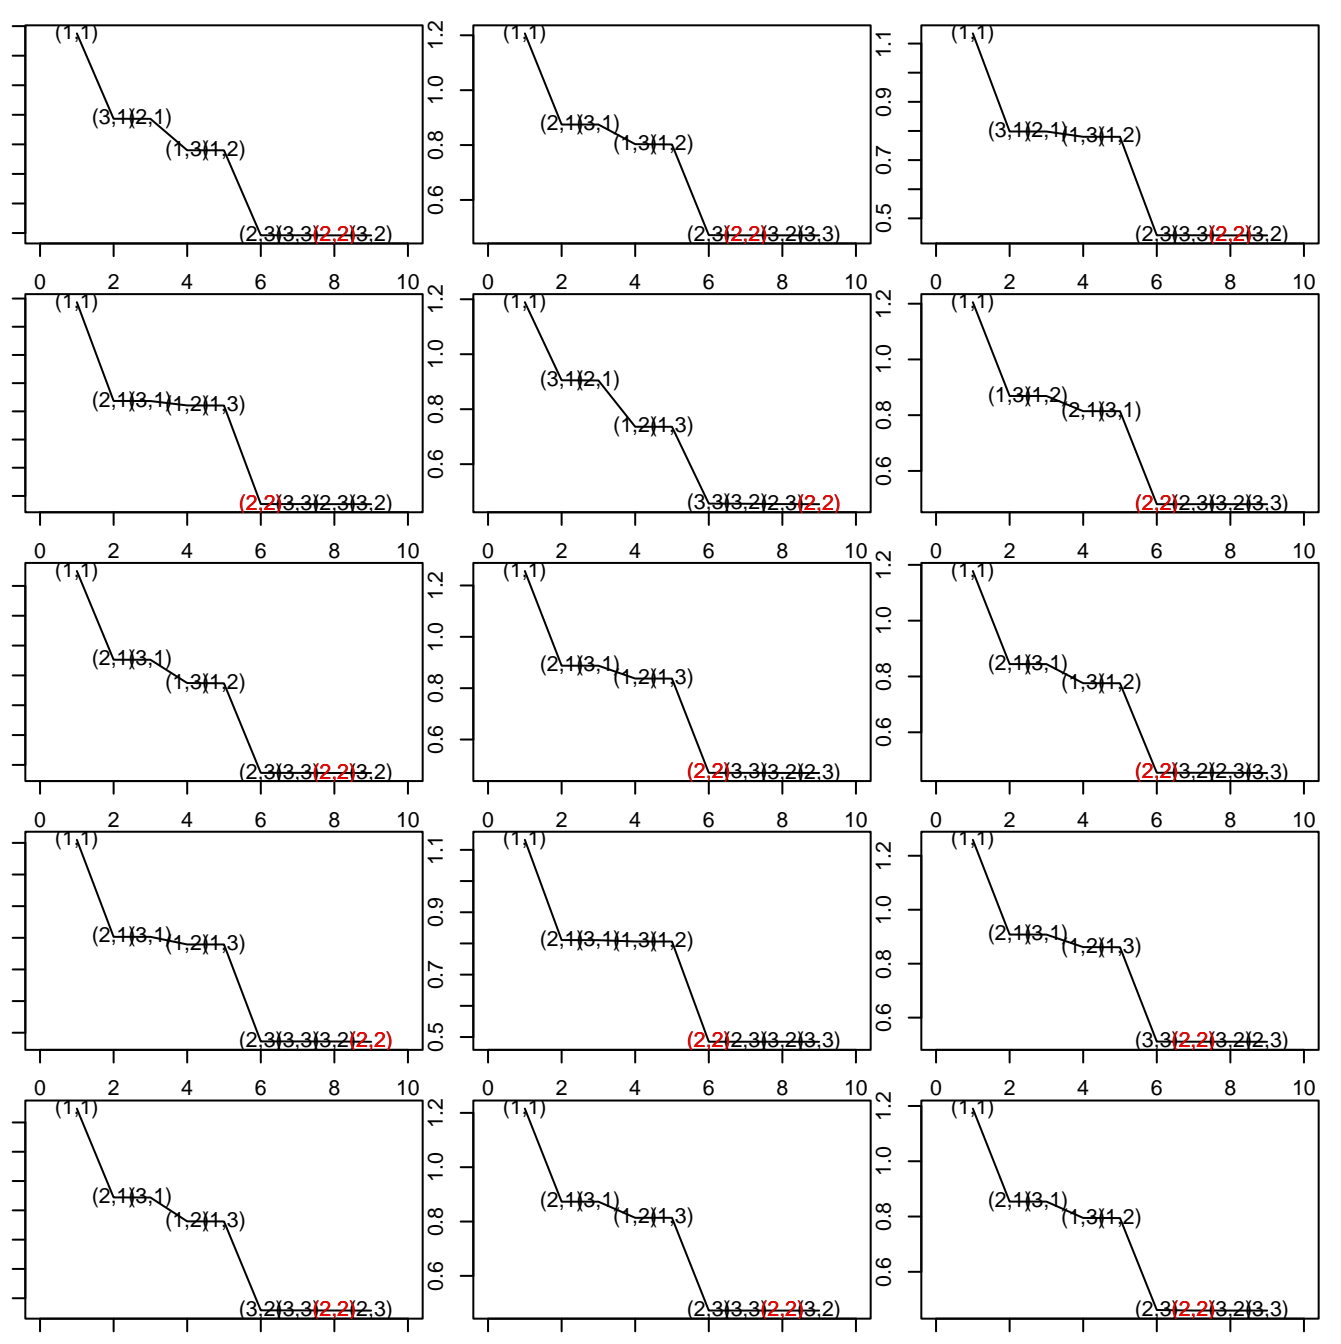 (1,1) (1,1) (1,1)
(3,1) (2,1) (2,1) (3,1) (3,1) (2,1)
(1,3) (1,2) (1,3) (1,2) (1,3) (1,2)
(2,3) (3,3) (2,2) (3,2) (2,3) (2,2) (3,2) (3,3) (2,3) (3,3) (2,2) (3,2)
0.6 0.8 1.0 1.2 0.5 0.7 0.9 1.1
0 2 4 6 8 10 0 2 4 6 8 10 0 2 4 6 8 10
(1,1) (1,1) (1,1)
(2,1) (3,1) (3,1) (2,1) (1,3) (1,2)
(1,2) (1,3) (1,2) (1,3) (2,1) (3,1)
(2,2) (3,3) (2,3) (3,2) (3,3) (3,2) (2,3) (2,2) (2,2) (2,3) (3,2) (3,3)
0.6 0.8 1.0 1.2 0.6 0.8 1.0 1.2
0 2 4 6 8 10 0 2 4 6 8 10 0 2 4 6 8 10
(1,1) (1,1) (1,1)
(2,1) (3,1) (2,1) (3,1) (2,1) (3,1)
(1,3) (1,2) (1,2) (1,3) (1,3) (1,2)
(2,3) (3,3) (2,2) (3,2) (2,2) (3,3) (3,2) (2,3) (2,2) (3,2) (2,3) (3,3)
0.6 0.8 1.0 1.2 0.6 0.8 1.0 1.2
0 2 4 6 8 10 0 2 4 6 8 10 0 2 4 6 8 10
(1,1) (1,1) (1,1)
(2,1) (3,1) (2,1) (3,1) (2,1) (3,1)
(1,2) (1,3) (1,3) (1,2) (1,2) (1,3)
(2,3) (3,3) (3,2) (2,2) (2,2) (2,3) (3,2) (3,3) (3,3) (2,2) (3,2) (2,3)
0.5 0.7 0.9 1.1 0.6 0.8 1.0 1.2
0 2 4 6 8 10 0 2 4 6 8 10 0 2 4 6 8 10
(1,1) (1,1) (1,1)
(2,1) (3,1) (2,1) (3,1) (2,1) (3,1)
(1,2) (1,3) (1,2) (1,3) (1,3) (1,2)
(3,2) (3,3) (2,2) (2,3) (2,3) (3,3) (2,2) (3,2) (2,3) (2,2) (3,2) (3,3)
0.6 0.8 1.0 1.2 0.6 0.8 1.0 1.2